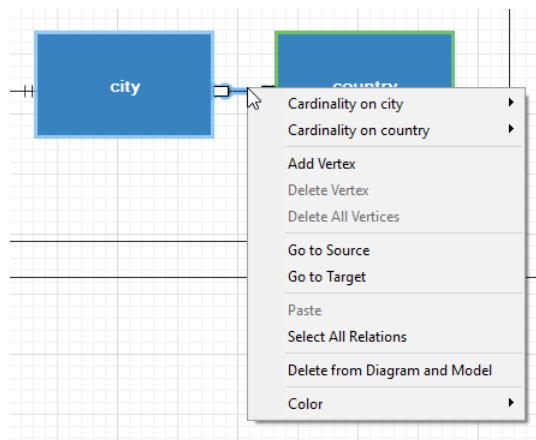 city
country
Cardinality on city
Cardinality on country
Add Vertex
Delete Vertex
Delete All Vertices
Go to Source
Go to Target
Paste
Select All Relations
Delete from Diagram and Model
Color